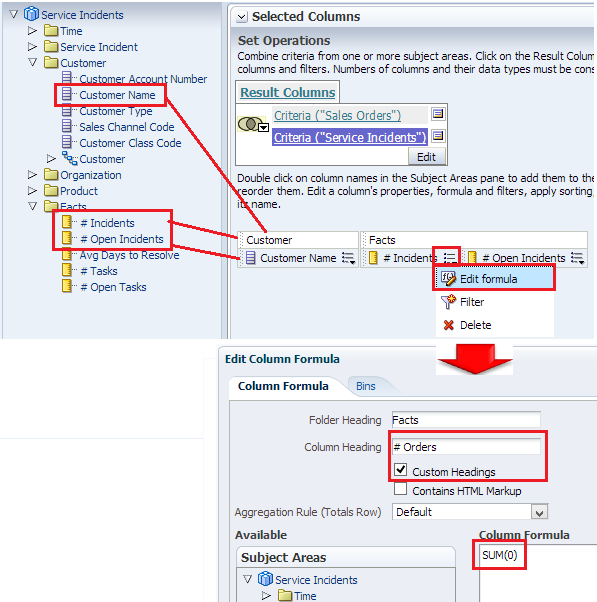 Service Incidents
Time
Service Incident
Customer
Customer Account Number
Customer Name
Customer Type
Sales Channel Code
Customer Class Code
Customer
Organization
Product
Facts
# Incidents
# Open Incidents
Avg Days to Resolve
# Tasks
# Open Tasks
Selected Columns
Set Operations
Combine criteria from one or more subject areas. Click on the Result Colu
columns and filters. Numbers of columns and their data types must be cons
Result Columns
Criteria ("Sales Orders")
Criteria ("Service Incidents")
Edit
Double click on column names in the Subject Areas pane to add them to the
reorder them. Edit a column's properties, formula and filters, apply sorting,
its name.
Customer Facts
Customer Name # Incidents # Open Incidents
Edit formula
Filter
Delete
Edit Column Formula
Column Formula Bins
Folder Heading Facts
Column Heading # Orders
Custom Headings
Contains HTML Markup
Aggregation Rule (Totals Row) Default
Available Column Formula
Subject Areas SUM(0)
Service Incidents
Time